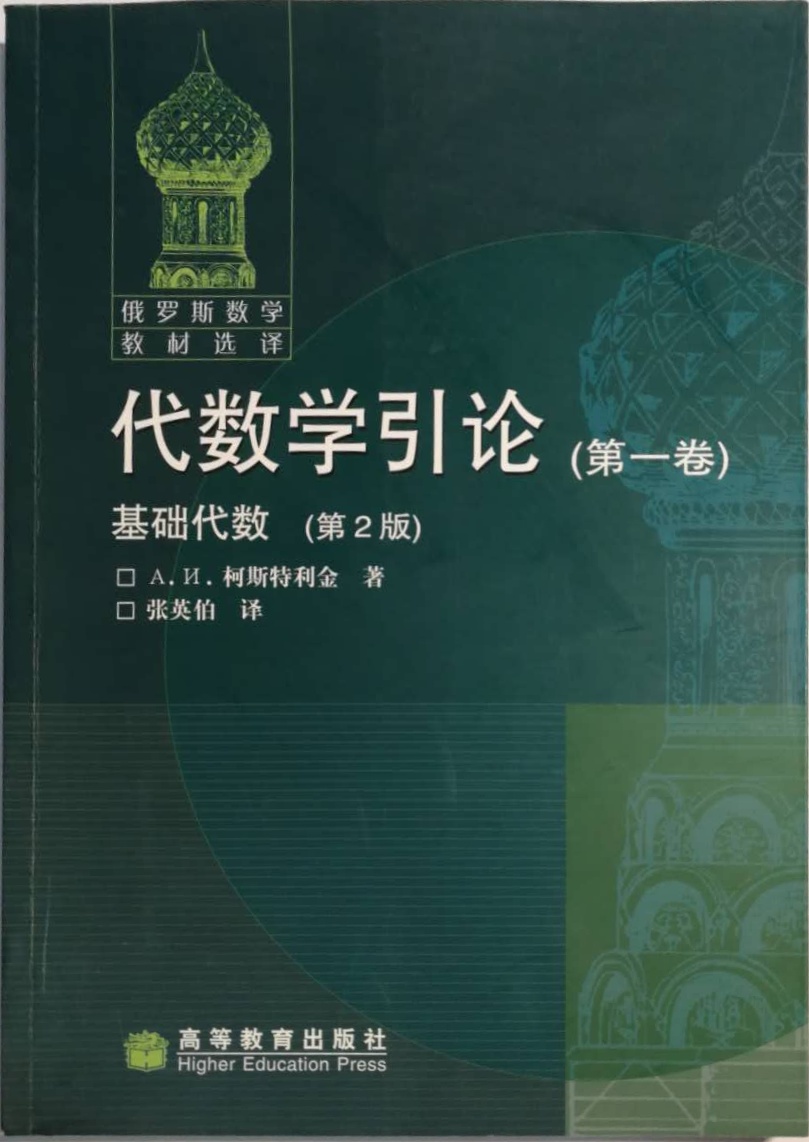 俄罗斯数学
教材选译
代数学引论 (第一卷)
基础代数 (第2版)
□ А.И.柯斯特利金 著
□ 张英伯 译
高等教育出版社
Higher Education Press